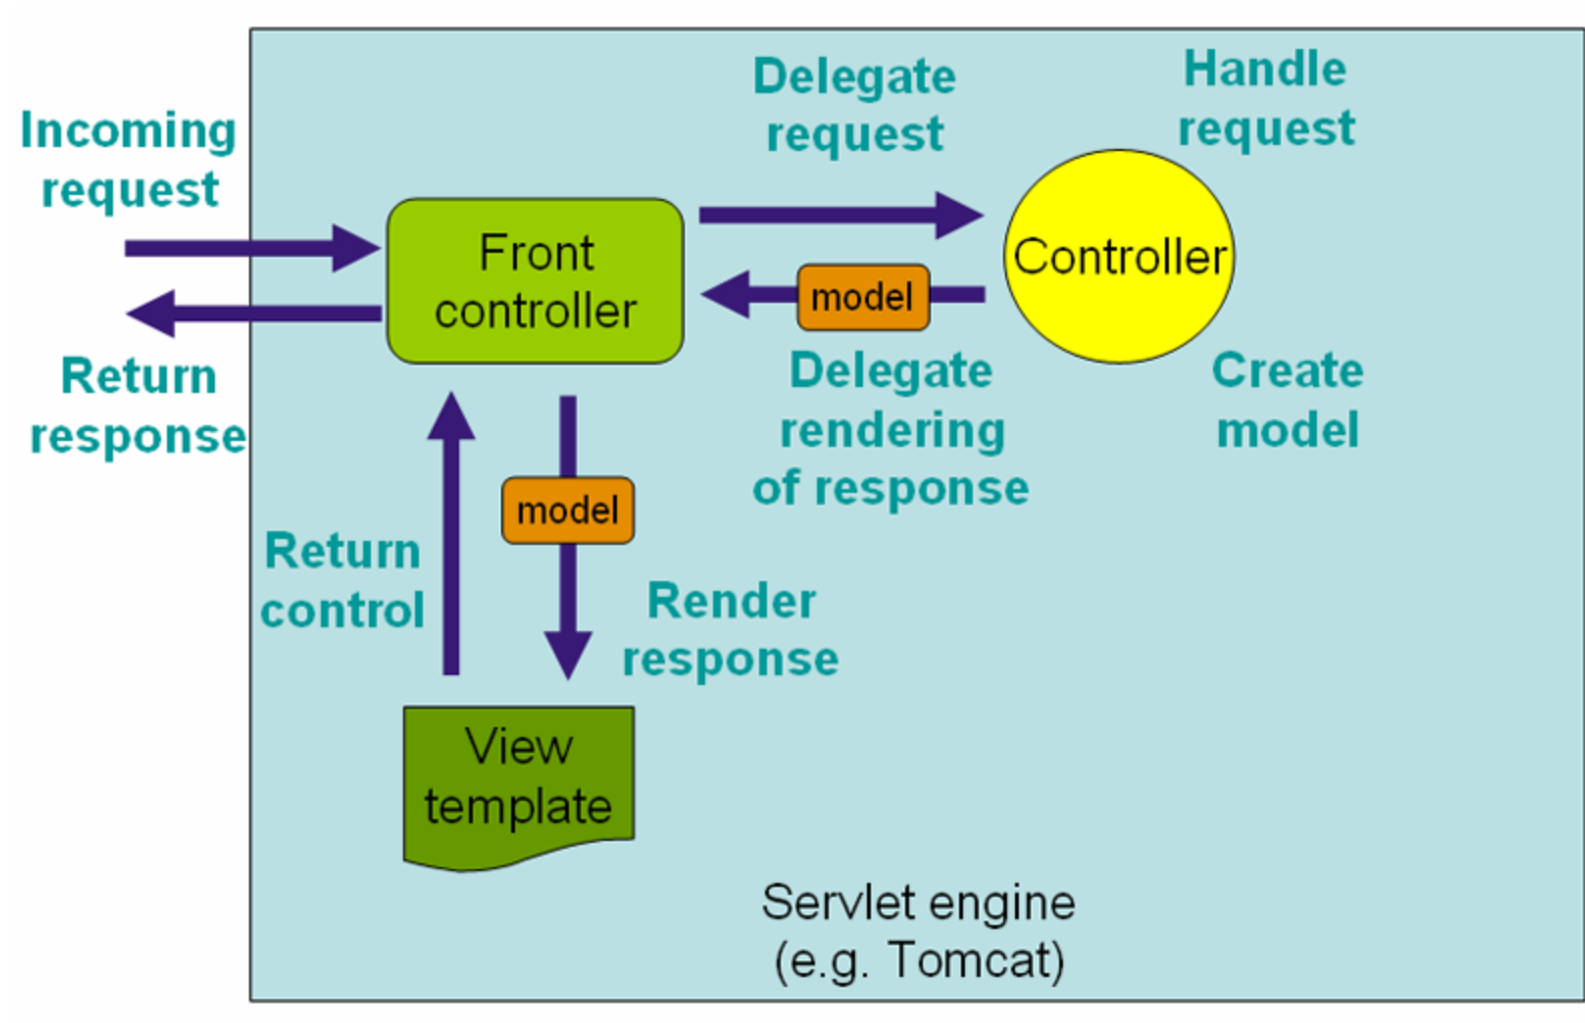 Incoming
request
Return
response
Front
controller
Delegate
request
Handle
request
Controller
model
Delegate
rendering
of response
Create
model
Return
control
model
Render
response
View
template
Servlet engine
(e.g. Tomcat)